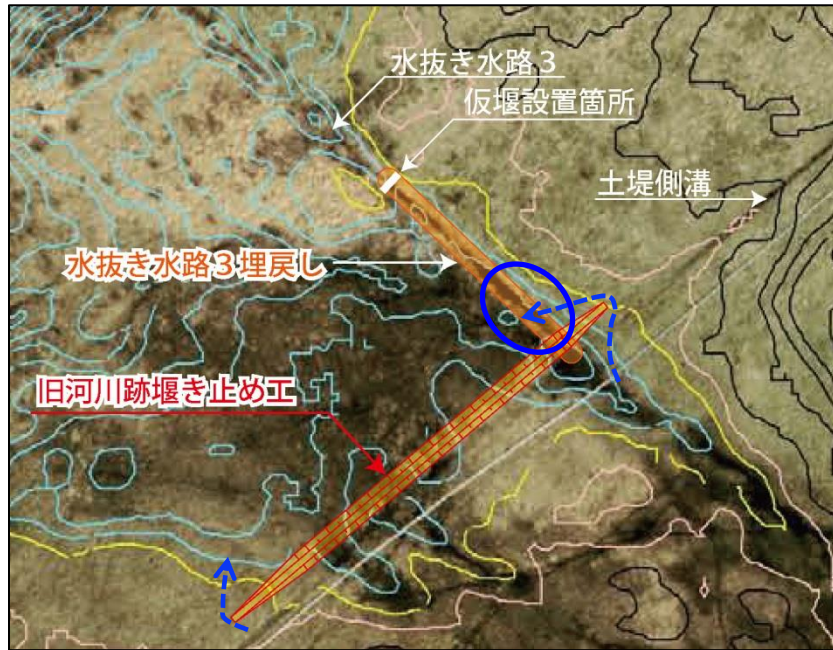 水抜き水路３
仮堰設置箇所
土堤側溝
水抜き水路３埋戻し
旧河川跡堰き止め工